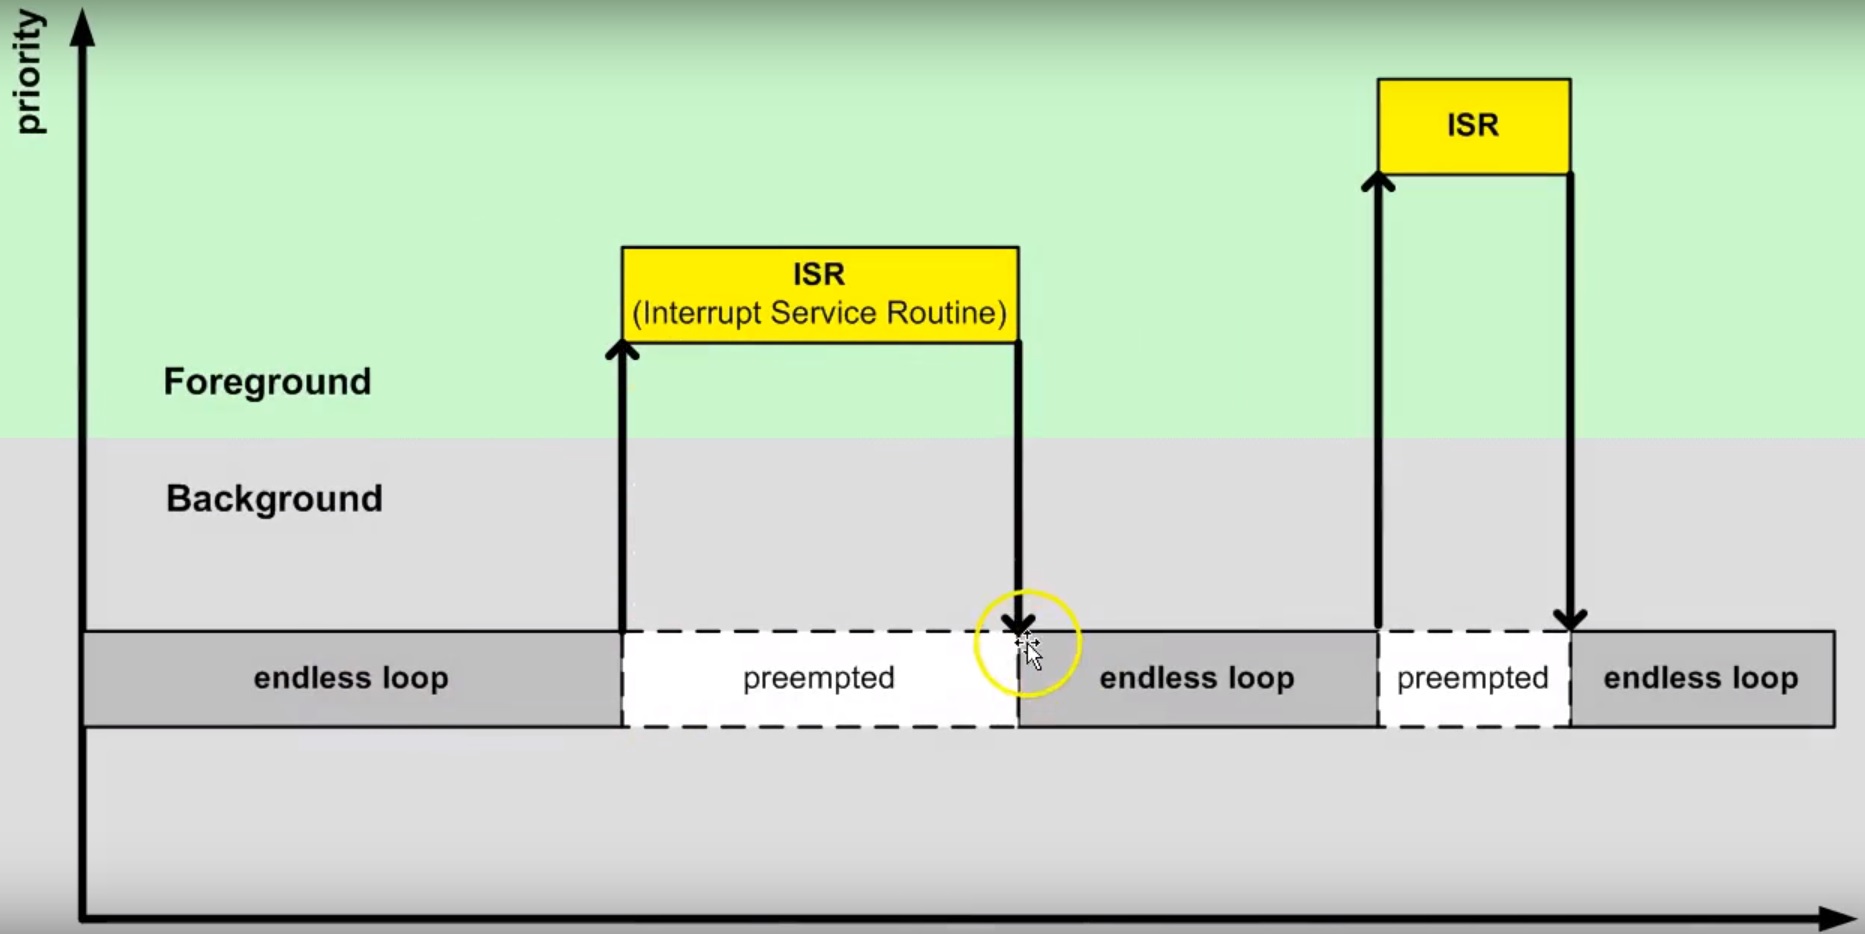 priority
ISR
ISR
(Interrupt Service Routine)
Foreground
Background
endless loop
preempted
endless loop
preempted
endless loop